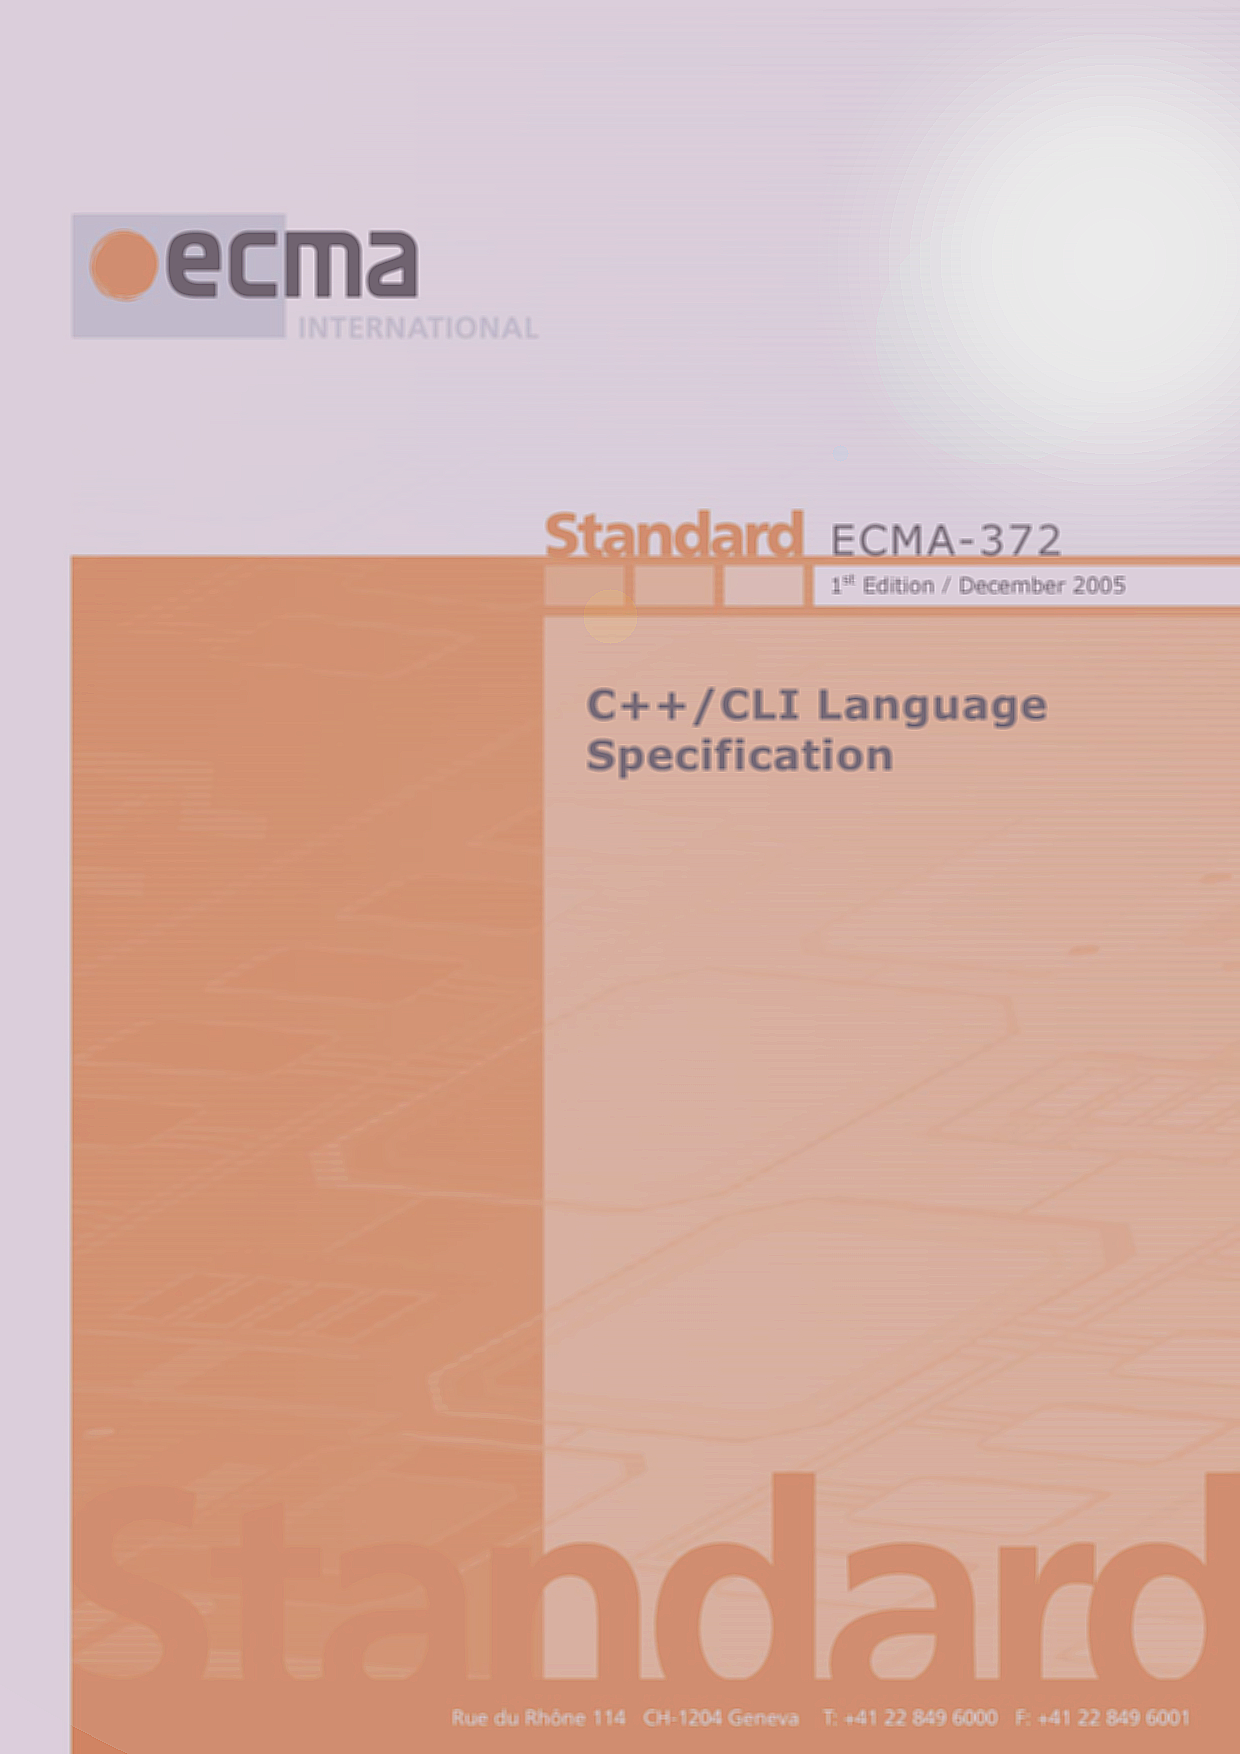 ecma
INTERNATIONAL
Standard ECMA-372
1st Edition / December 2005
C++/CLI Language
Specification
Standard
Rue du Rhône 114 CH-1204 Geneva T: +41 22 849 6000 F: +41 22 849 6001